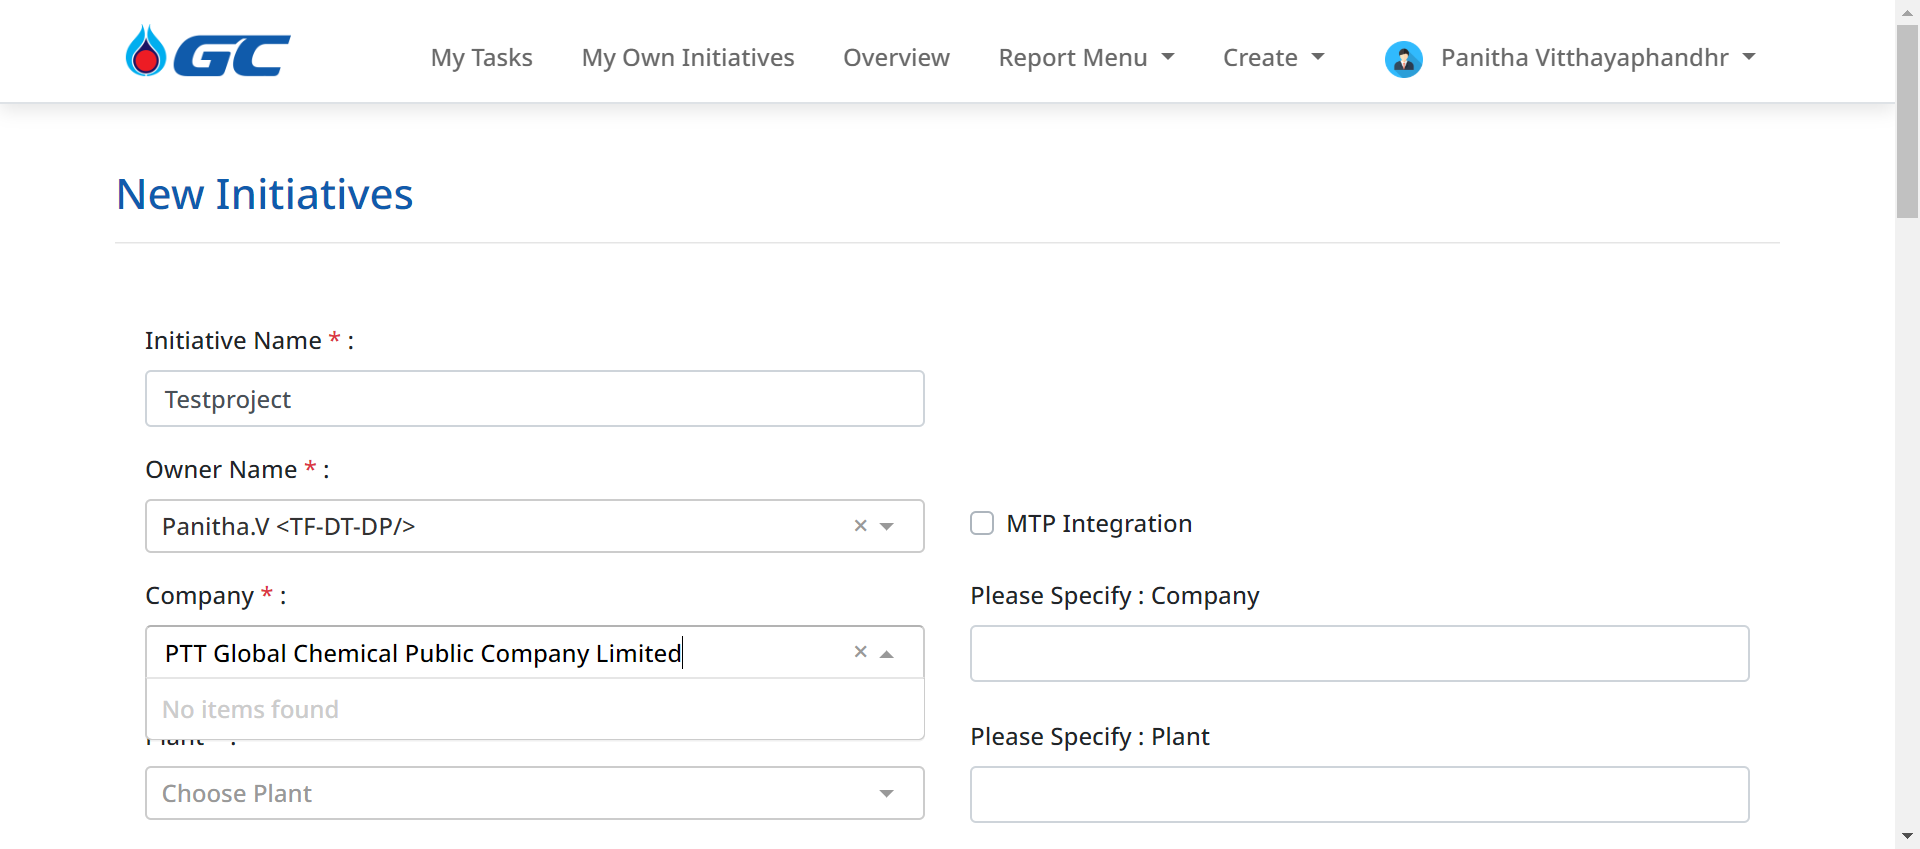 GC
My Tasks
My Own Initiatives
Overview
Report Menu
Create
Panitha Vitthayaphandhr
New Initiatives
Initiative Name * :
Testproject
Owner Name * :
Panitha.V <TF-DT-DP/>
MTP Integration
Company * :
Please Specify : Company
PTT Global Chemical Public Company Limited
No items found
Plant * :
Please Specify : Plant
Choose Plant